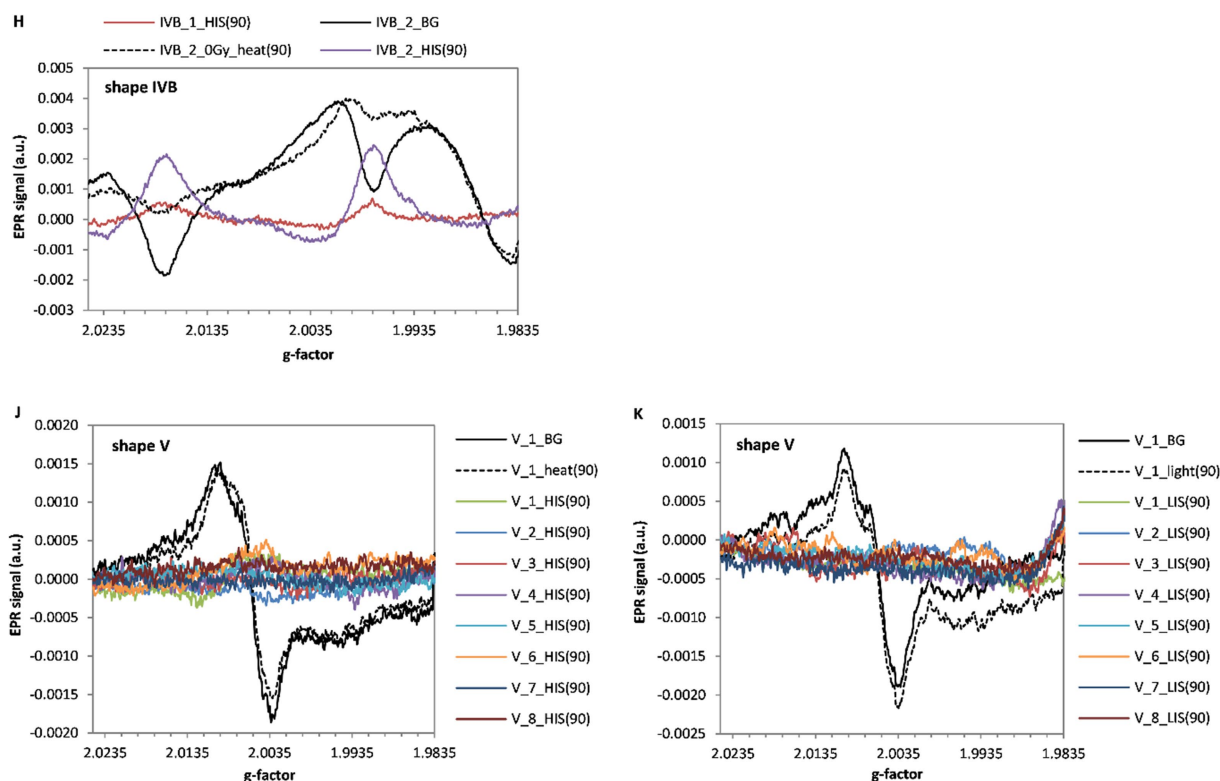 H
IVB_1_HIS(90)
IVB_2_BG
IVB_2_0Gy_heat(90)
IVB_2_HIS(90)
shape IVB
EPR signal (a.u.)
0.005
0.004
0.003
0.002
0.001
0.000
-0.001
-0.002
-0.003
2.0235
2.0135
2.0035
1.9935
1.9835
g-factor
J
shape V
EPR signal (a.u.)
0.0020
0.0015
0.0010
0.0005
0.0000
-0.0005
-0.0010
-0.0015
-0.0020
2.0235
2.0135
2.0035
1.9935
1.9835
g-factor
V_1_BG
V_1_heat(90)
V_1_HIS(90)
V_2_HIS(90)
V_3_HIS(90)
V_4_HIS(90)
V_5_HIS(90)
V_6_HIS(90)
V_7_HIS(90)
V_8_HIS(90)
K
shape V
EPR signal (a.u.)
0.0015
0.0010
0.0005
0.0000
-0.0005
-0.0010
-0.0015
-0.0020
-0.0025
2.0235
2.0135
2.0035
1.9935
1.9835
g-factor
V_1_BG
V_1_light(90)
V_1_LIS(90)
V_2_LIS(90)
V_3_LIS(90)
V_4_LIS(90)
V_5_LIS(90)
V_6_LIS(90)
V_7_LIS(90)
V_8_LIS(90)